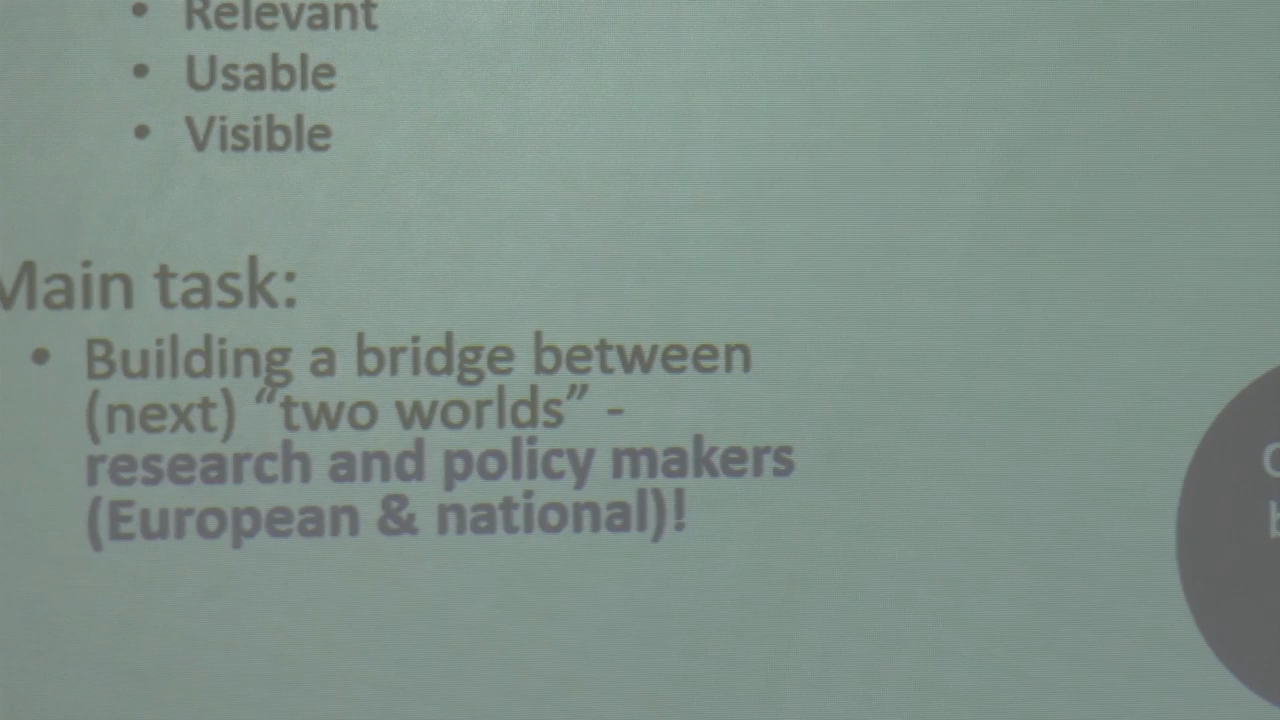 • Relevant
• Usable
• Visible
Main task:
• Building a bridge between
(next) “two worlds” -
research and policy makers
(European & national)!